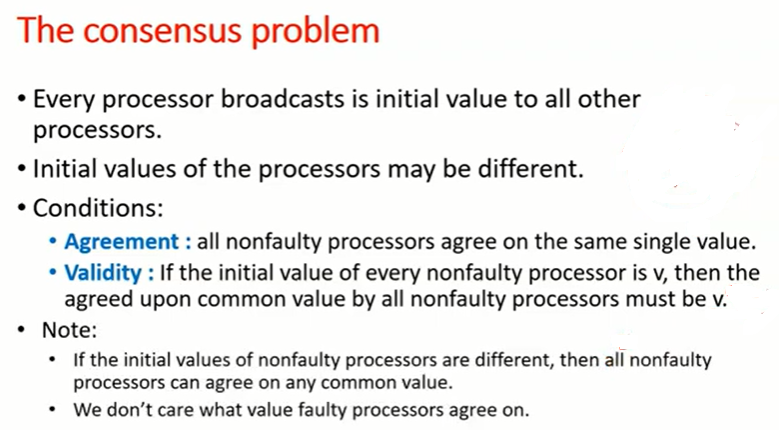 The consensus problem
• Every processor broadcasts is initial value to all other
processors.
• Initial values of the processors may be different.
• Conditions:
• Agreement : all nonfaulty processors agree on the same single value.
• Validity : If the initial value of every nonfaulty processor is v, then the
agreed upon common value by all nonfaulty processors must be v.
• Note:
• If the initial values of nonfaulty processors are different, then all nonfaulty
processors can agree on any common value.
• We don't care what value faulty processors agree on.